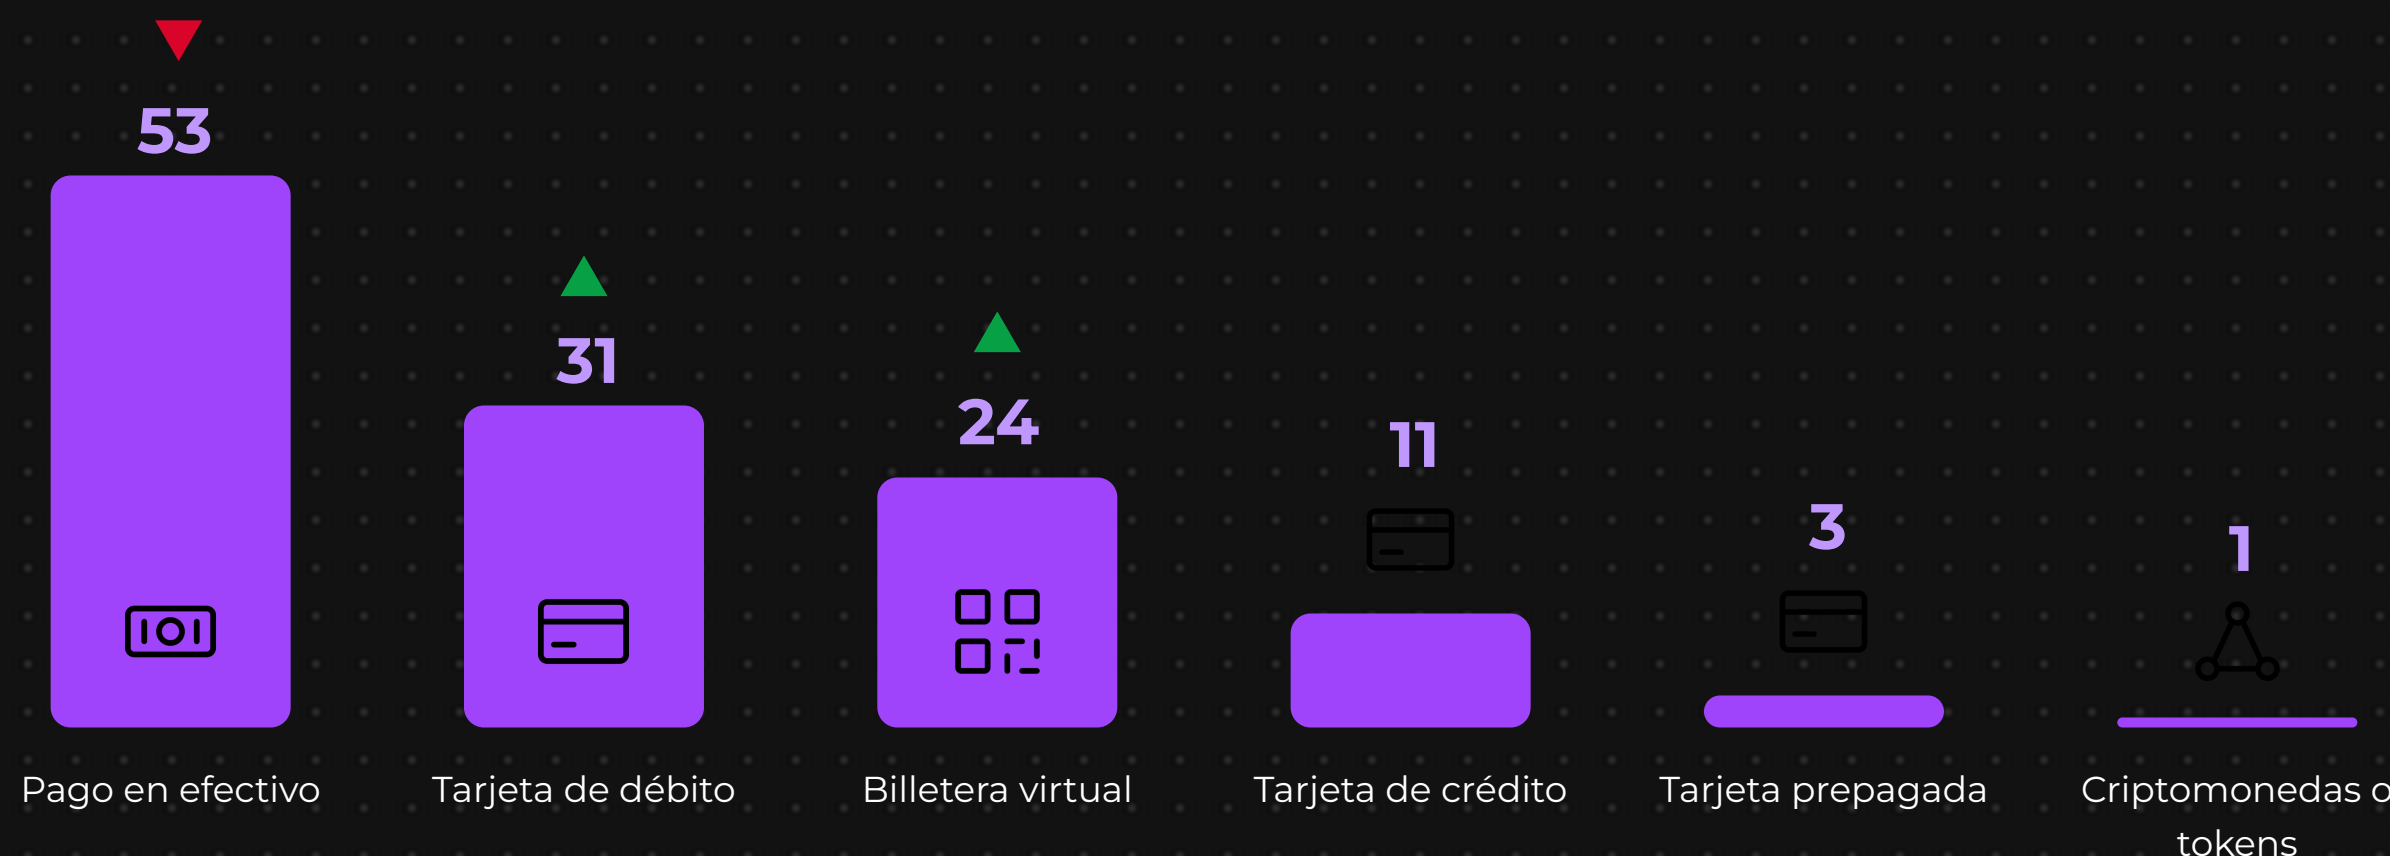 53
31
24
11
3
1
Pago en efectivo
Tarjeta de débito
Billetera virtual
Tarjeta de crédito
Tarjeta prepagada
Criptomonedas o
tokens